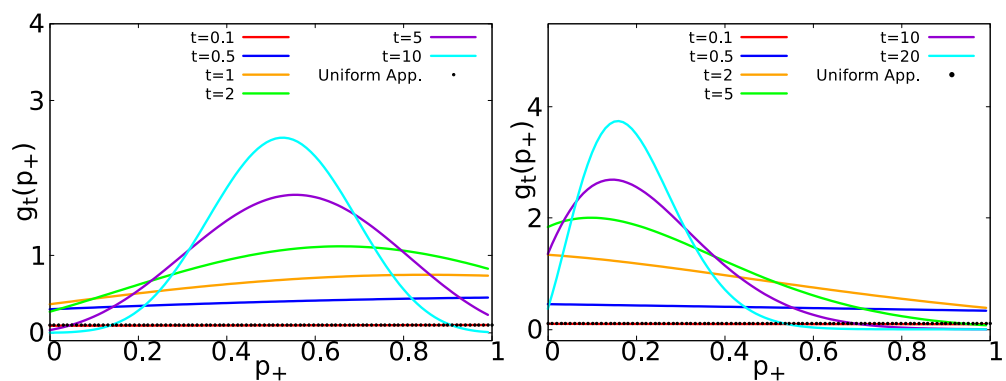 4
3
1
0
g_t(p_+)
t=0.1
t=0.5
t=1
t=2
t=5
t=10
Uniform App.
0 0.2 0.4 0.6 0.8 1
p_+
4
2
0
g_t(p_+)
t=0.1
t=0.5
t=2
t=5
t=10
t=20
Uniform App.
0 0.2 0.4 0.6 0.8 1
p_+